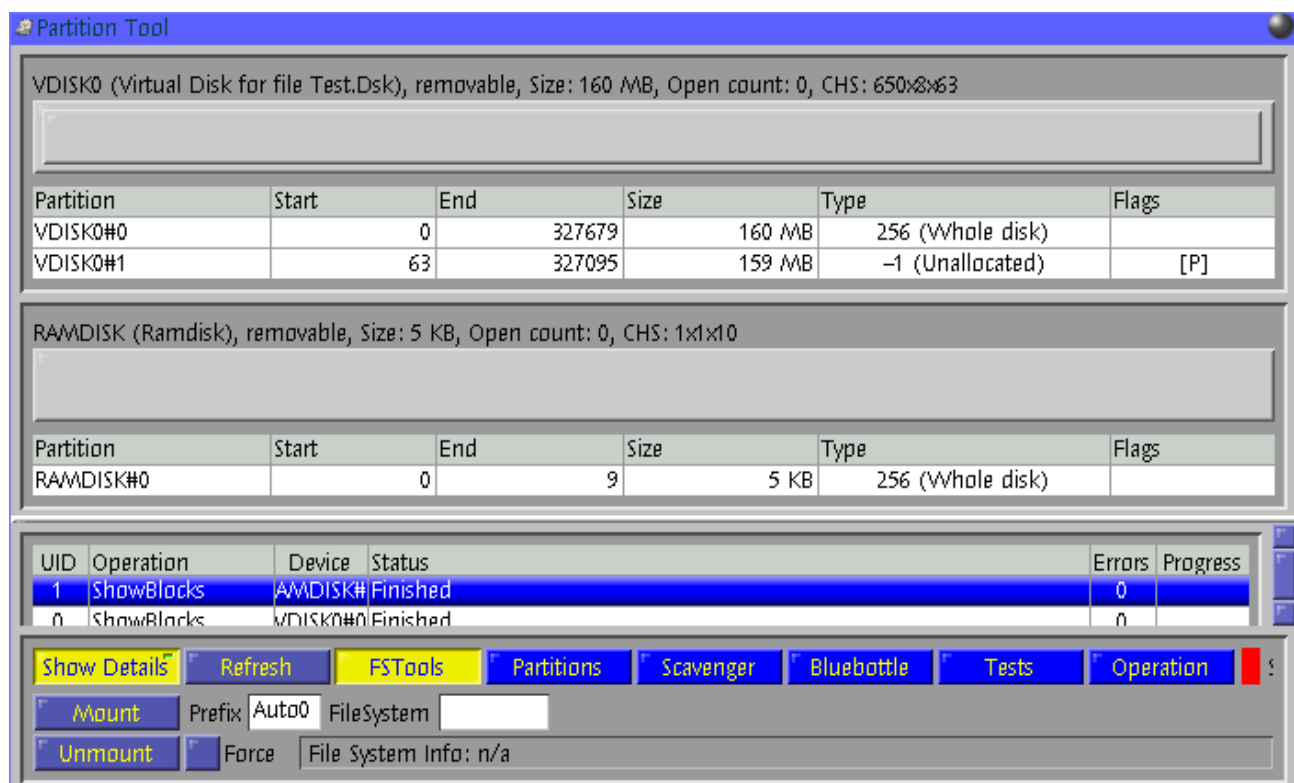 Partition Tool
VDISK0 (Virtual Disk for file Test.Dsk), removable, Size: 160 MB, Open count: 0, CHS: 650x8x63
Partition Start End Size Type Flags
VDISK0#0 0 327679 160 MB 256 (Whole disk)
VDISK0#1 63 327095 159 MB –1 (Unallocated) [P]
RAMDISK (Ramdisk), removable, Size: 5 KB, Open count: 0, CHS: 1x1x10
Partition Start End Size Type Flags
RAMDISK#0 0 9 5 KB 256 (Whole disk)
UID Operation Device Status Errors Progress
1 ShowBlocks AMDISK# Finished 0
0 ShowBlocks VDISK0#0 Finished 0
Show Details Refresh FSTools Partitions Scavenger Bluebottle Tests Operation
Mount Prefix Auto0 FileSystem
Unmount Force File System Info: n/a